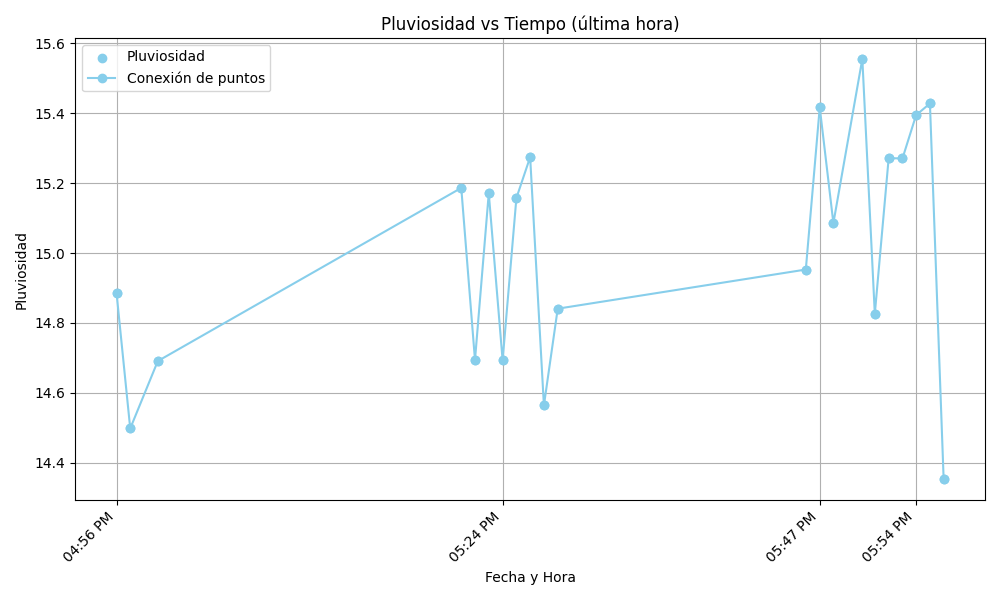 Pluviosidad vs Tiempo (última hora)
Pluviosidad
Conexión de puntos
15.6
15.4
15.2
15.0
14.8
14.6
14.4
Pluviosidad
04:56 PM
05:24 PM
05:47 PM
05:54 PM
Fecha y Hora